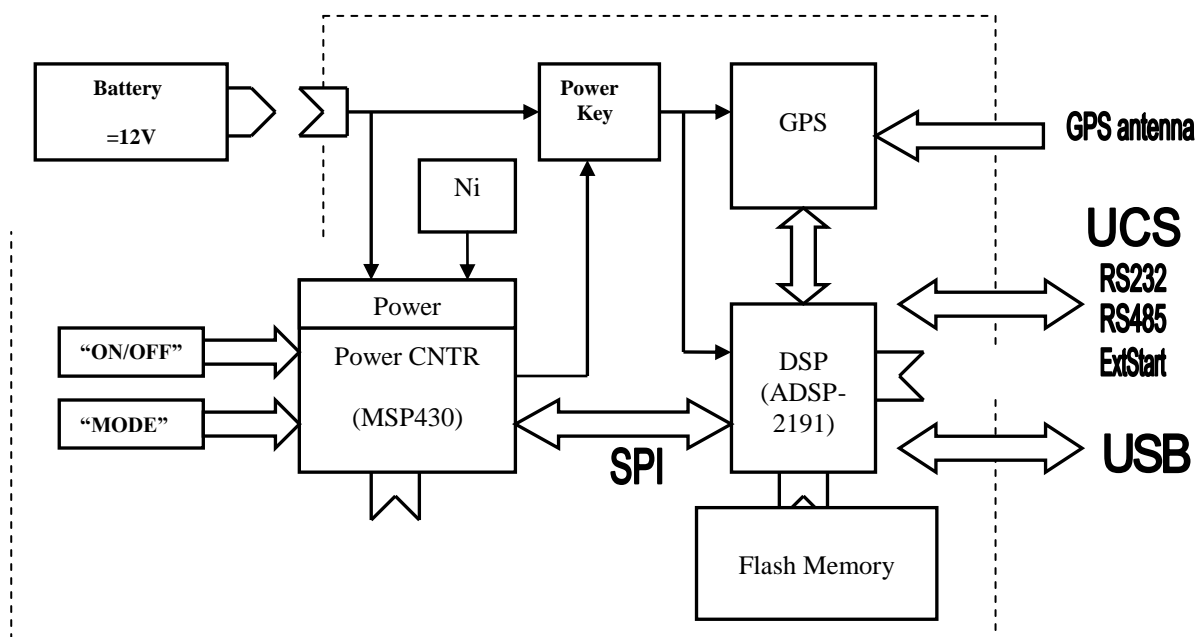 Battery
=12V
Power
Key
GPS
GPS antenna
Ni
UCS
RS232
RS485
ExtStart
Power
Power CNTR
(MSP430)
“ON/OFF”
“MODE”
SPI
DSP
(ADSP-
2191)
USB
Flash Memory